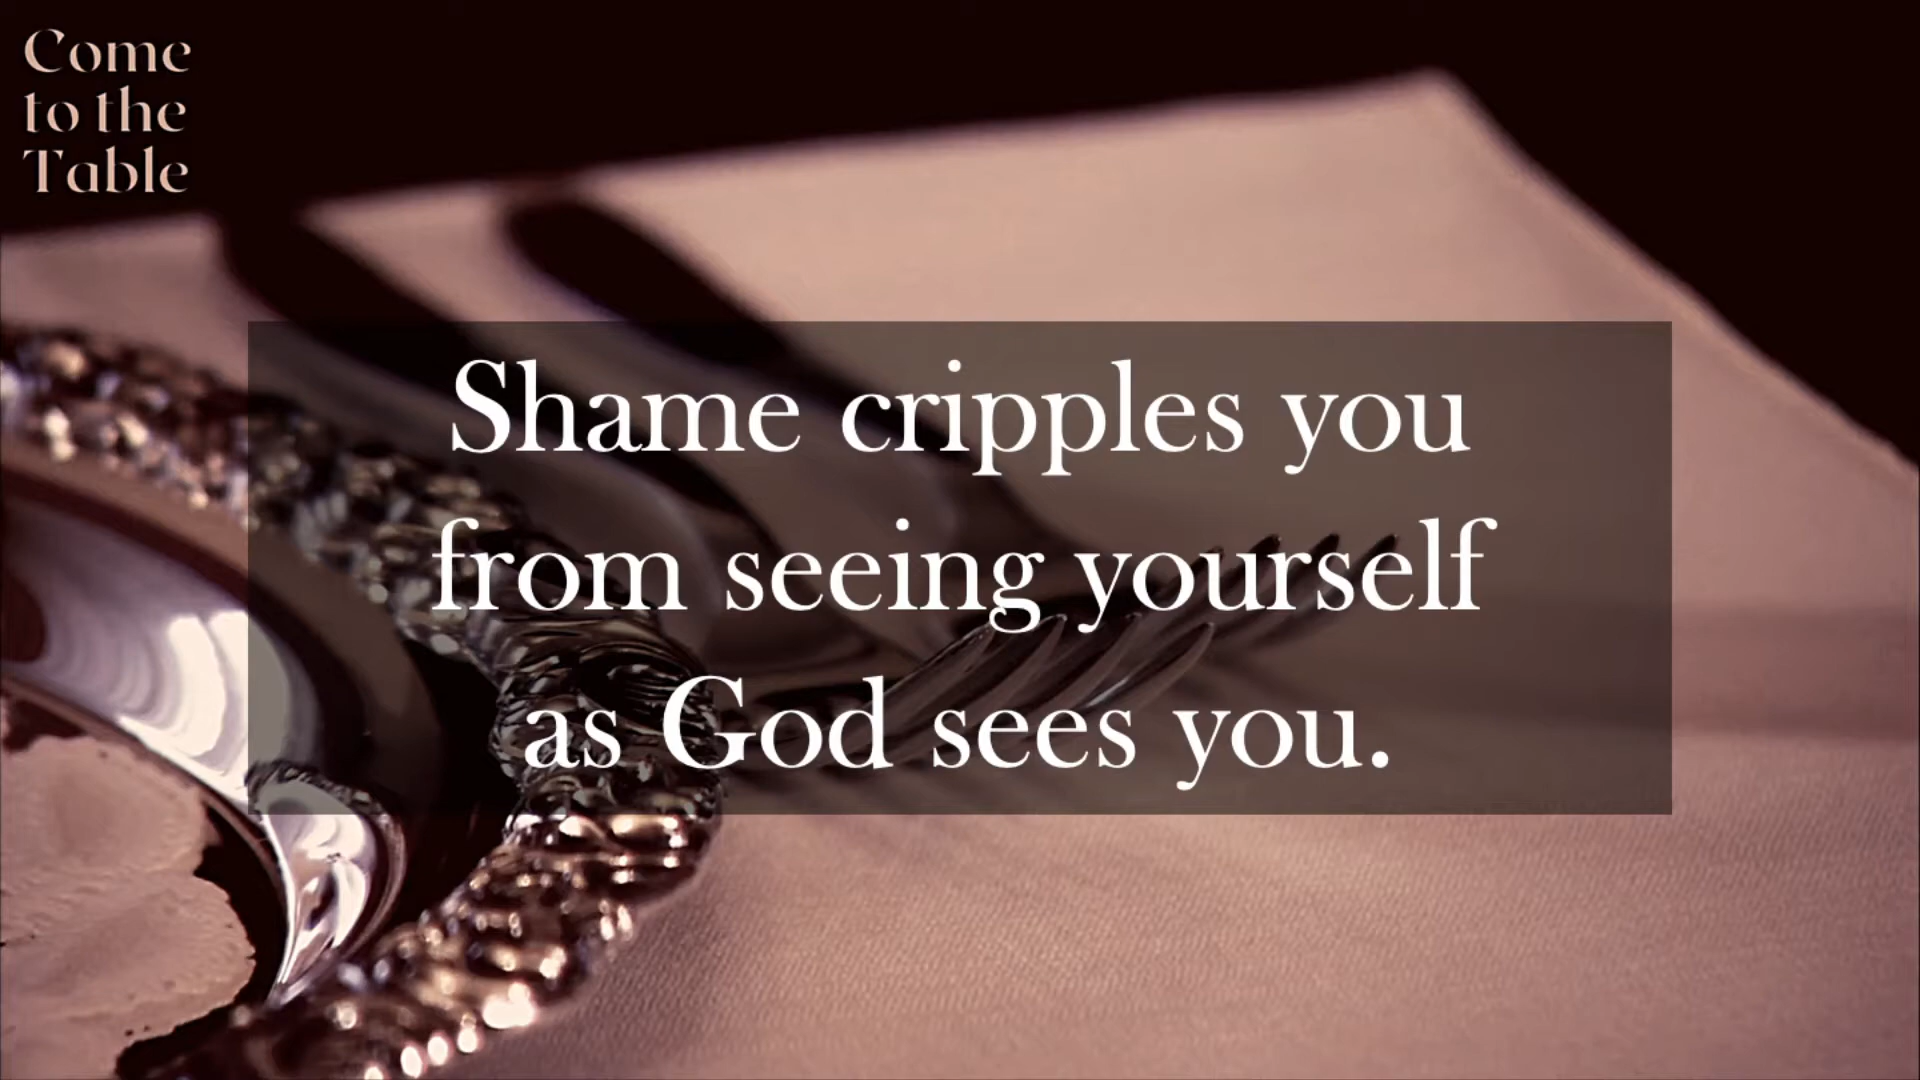 Come
to the
Table
Shame cripples you
from seeing yourself
as God sees you.